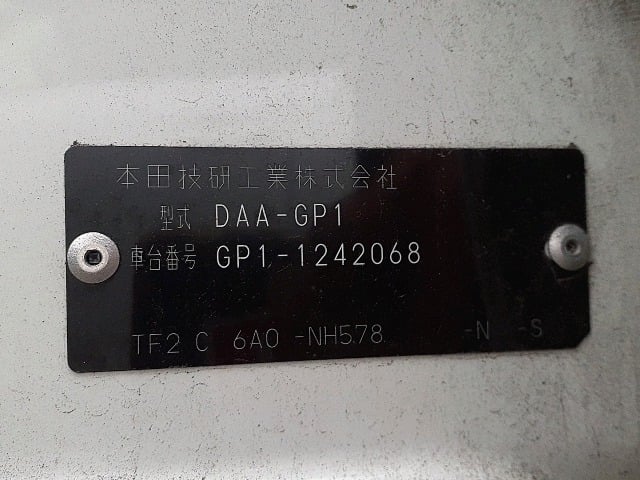 本田技研工業株式会社
型式 DAA-GP1
車台番号 GP1-1242068
TF2 C 6A0 -NH578 -N -S